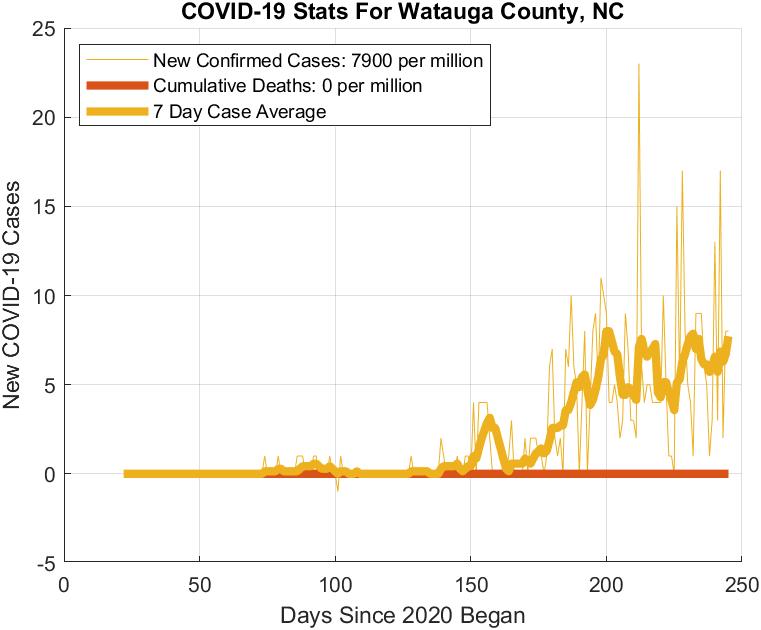 COVID-19 Stats For Watauga County, NC
New Confirmed Cases: 7900 per million
Cumulative Deaths: 0 per million
7 Day Case Average
New COVID-19 Cases
25
20
15
10
5
0
-5
0 50 100 150 200 250
Days Since 2020 Began